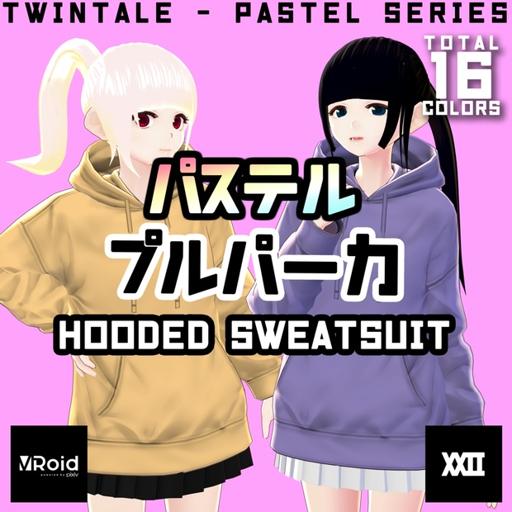 TWINTALE - PASTEL SERIES
TOTAL
16
COLORS
パステル
プルパーカ
HOODED SWEATSUIT
VRoid
powered by pixiv
XXII